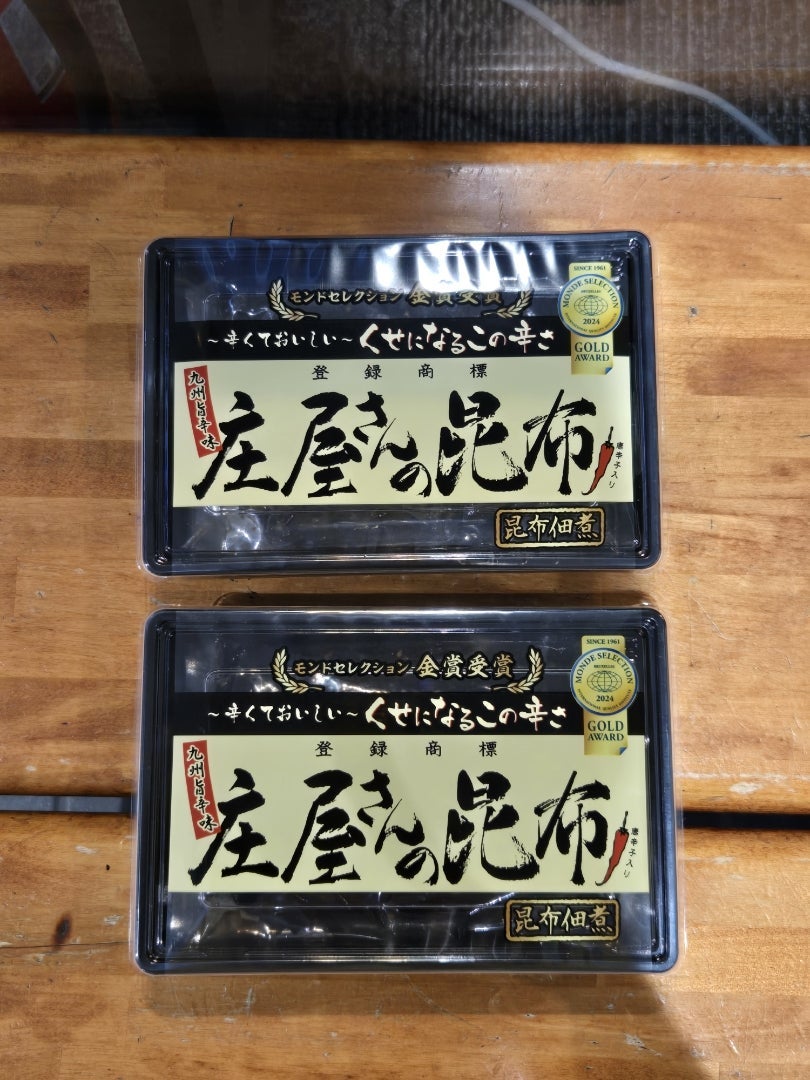 モンドセレクション 金賞受賞
SINCE 1961
MONDE SELECTION
BRUXELLES
2024
GOLD
AWARD
~辛くておいしい~くせになるこの辛さ
登録商標
九州旨辛味
庄屋さんの昆布
唐辛子入り
昆布佃煮
モンドセレクション 金賞受賞
SINCE 1961
MONDE SELECTION
BRUXELLES
2024
GOLD
AWARD
~辛くておいしい~くせになるこの辛さ
登録商標
九州旨辛味
庄屋さんの昆布
唐辛子入り
昆布佃煮